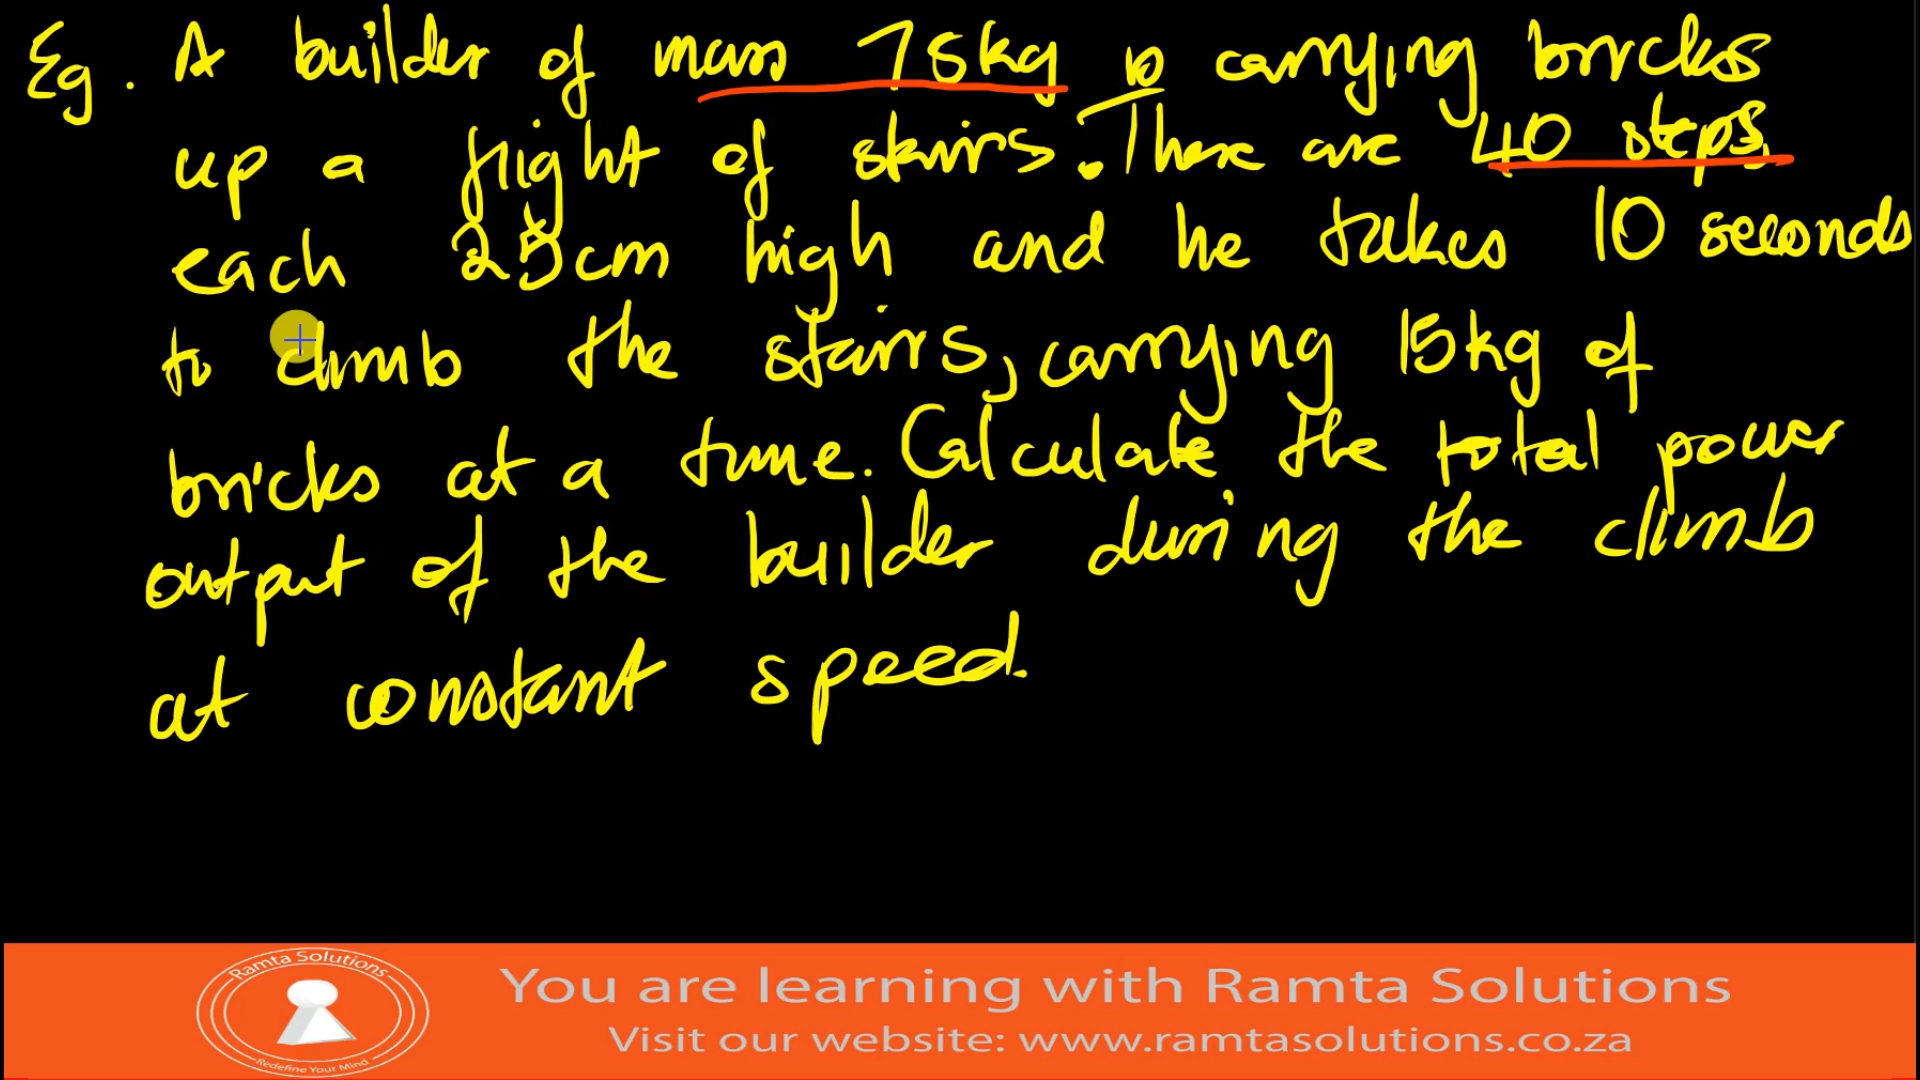 Eg. A builder of mass 75kg is carrying bricks
up a flight of stairs. There are 40 steps,
each 25cm high and he takes 10 seconds
to climb the stairs, carrying 15kg of
bricks at a time. Calculate the total power
output of the builder during the climb
at constant speed.
Ramta Solutions
Redefine Your Mind
You are learning with Ramta Solutions
Visit our website: www.ramtasolutions.co.za